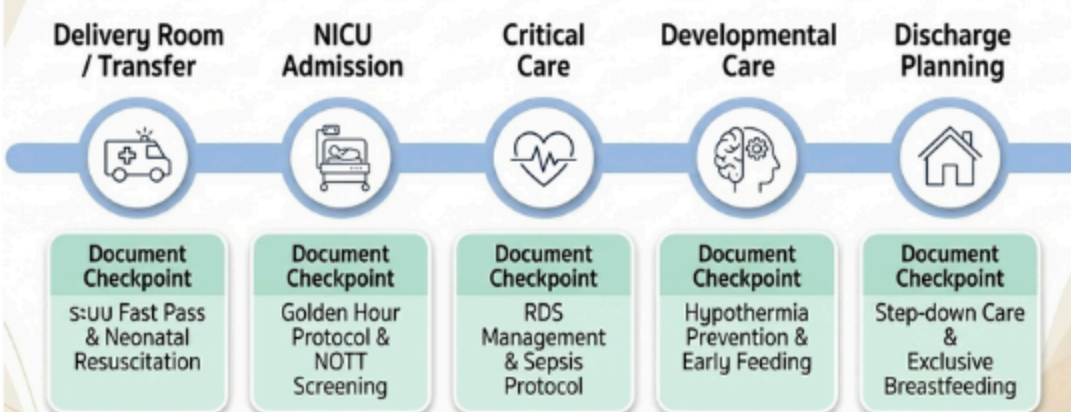 Delivery Room
/ Transfer
NICU
Admission
Critical
Care
Developmental
Care
Discharge
Planning
Document
Checkpoint
ระบบ Fast Pass
& Neonatal
Resuscitation
Document
Checkpoint
Golden Hour
Protocol &
NOTT
Screening
Document
Checkpoint
RDS
Management
& Sepsis
Protocol
Document
Checkpoint
Hypothermia
Prevention &
Early Feeding
Document
Checkpoint
Step-down Care
&
Exclusive
Breastfeeding